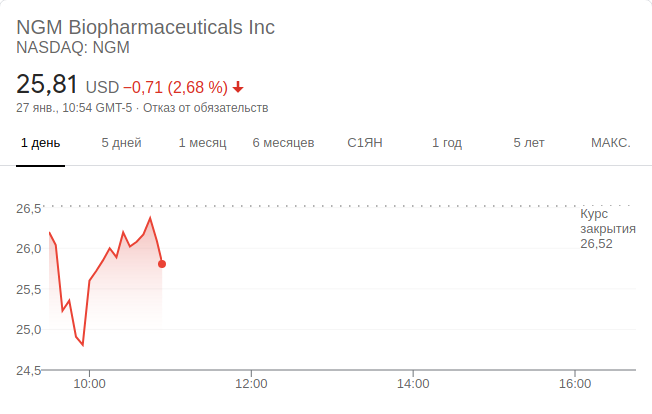 NGM Biopharmaceuticals Inc
NASDAQ: NGM
25,81 USD −0,71 (2,68 %)
27 янв., 10:54 GMT-5 · Отказ от обязательств
1 день 5 дней 1 месяц 6 месяцев С1ЯН 1 год 5 лет МАКС.
26,5
Курс
закрытия
26,52
26,0
25,5
25,0
24,5
10:00 12:00 14:00 16:00